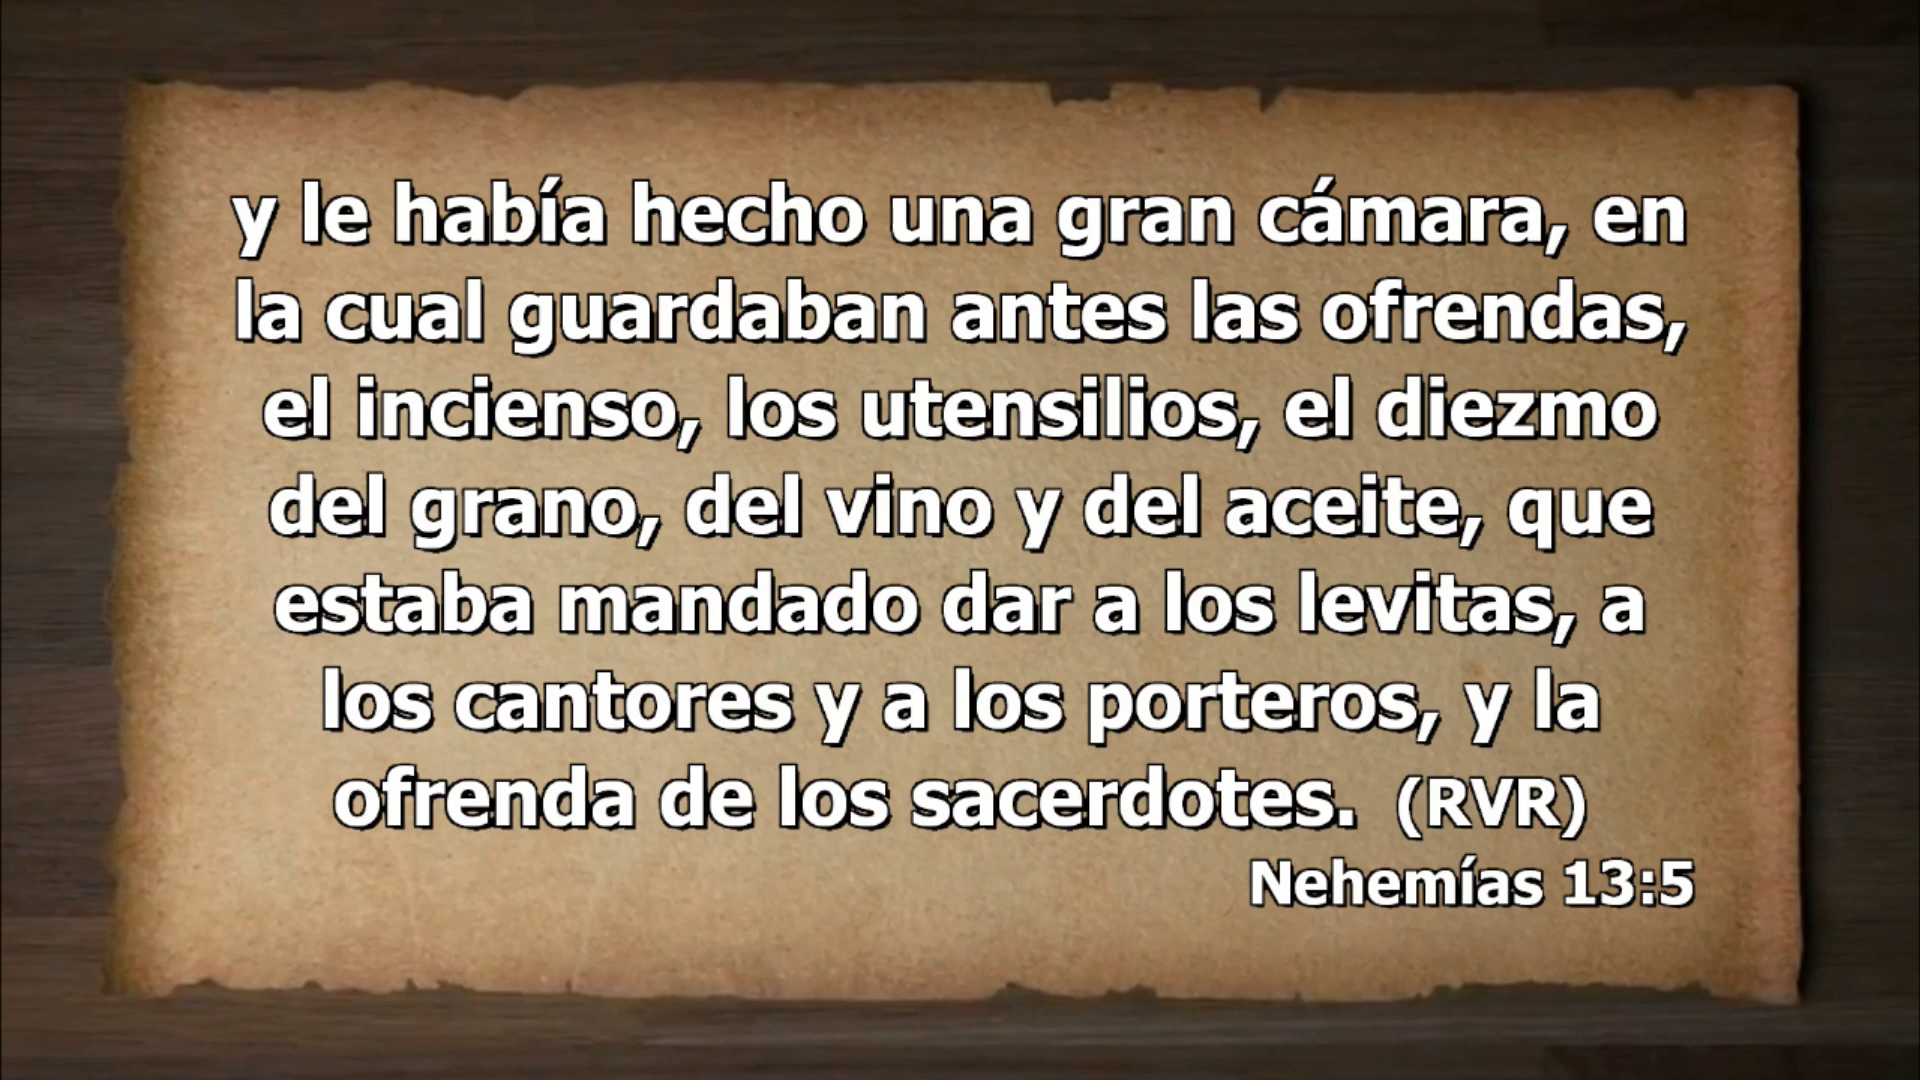 y le había hecho una gran cámara, en
la cual guardaban antes las ofrendas,
el incienso, los utensilios, el diezmo
del grano, del vino y del aceite, que
estaba mandado dar a los levitas, a
los cantores y a los porteros, y la
ofrenda de los sacerdotes. (RVR)
Nehemías 13:5